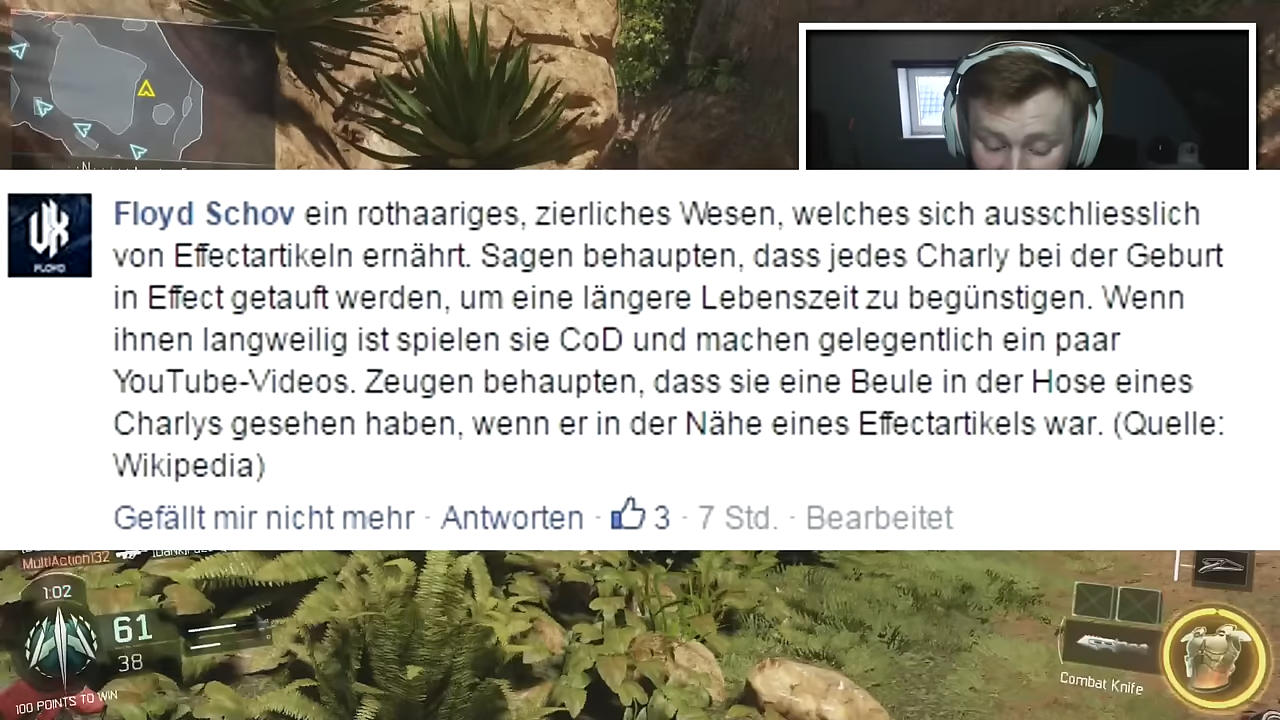 N
Floyd Schov ein rothaariges, zierliches Wesen, welches sich ausschliesslich
von Effectartikeln ernährt. Sagen behaupten, dass jedes Charly bei der Geburt
in Effect getauft werden, um eine längere Lebenszeit zu begünstigen. Wenn
ihnen langweilig ist spielen sie CoD und machen gelegentlich ein paar
YouTube-Videos. Zeugen behaupten, dass sie eine Beule in der Hose eines
Charlys gesehen haben, wenn er in der Nähe eines Effectartikels war. (Quelle:
Wikipedia)
FLOYD
Gefällt mir nicht mehr · Antworten · 3 · 7 Std. · Bearbeitet
MultiAction132
1:02
61
38
100 POINTS TO WIN
Combat Knife